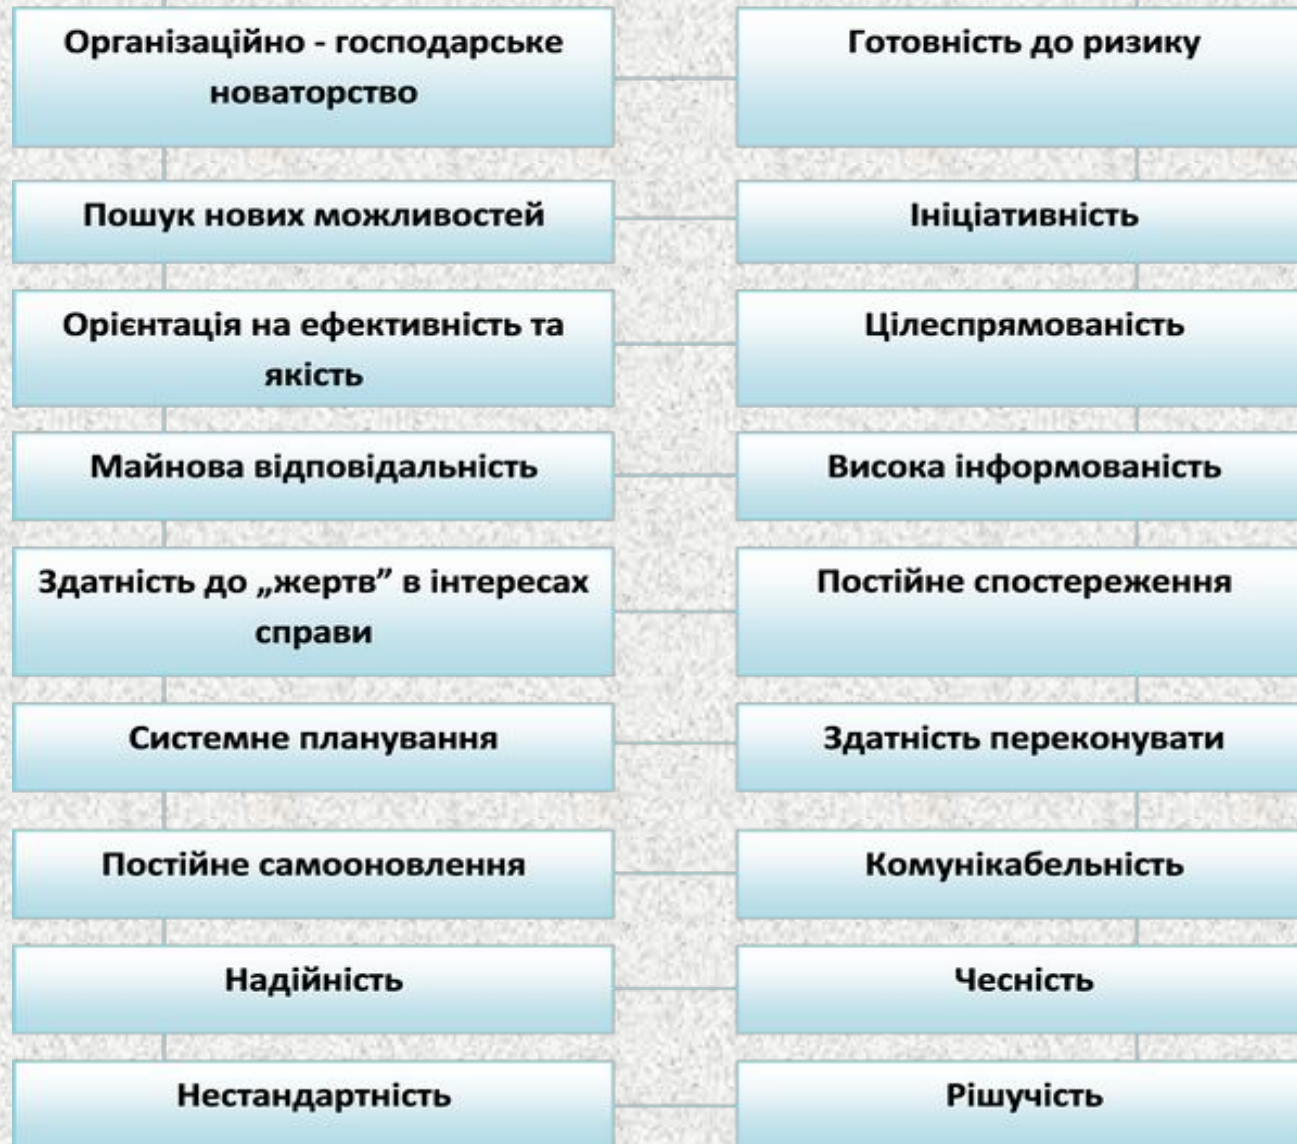 Організаційно - господарське
новаторство
Готовність до ризику
Пошук нових можливостей
Ініціативність
Орієнтація на ефективність та
якість
Цілеспрямованість
Майнова відповідальність
Висока інформованість
Здатність до „жертв” в інтересах
справи
Постійне спостереження
Системне планування
Здатність переконувати
Постійне самооновлення
Комунікабельність
Надійність
Чесність
Нестандартність
Рішучість